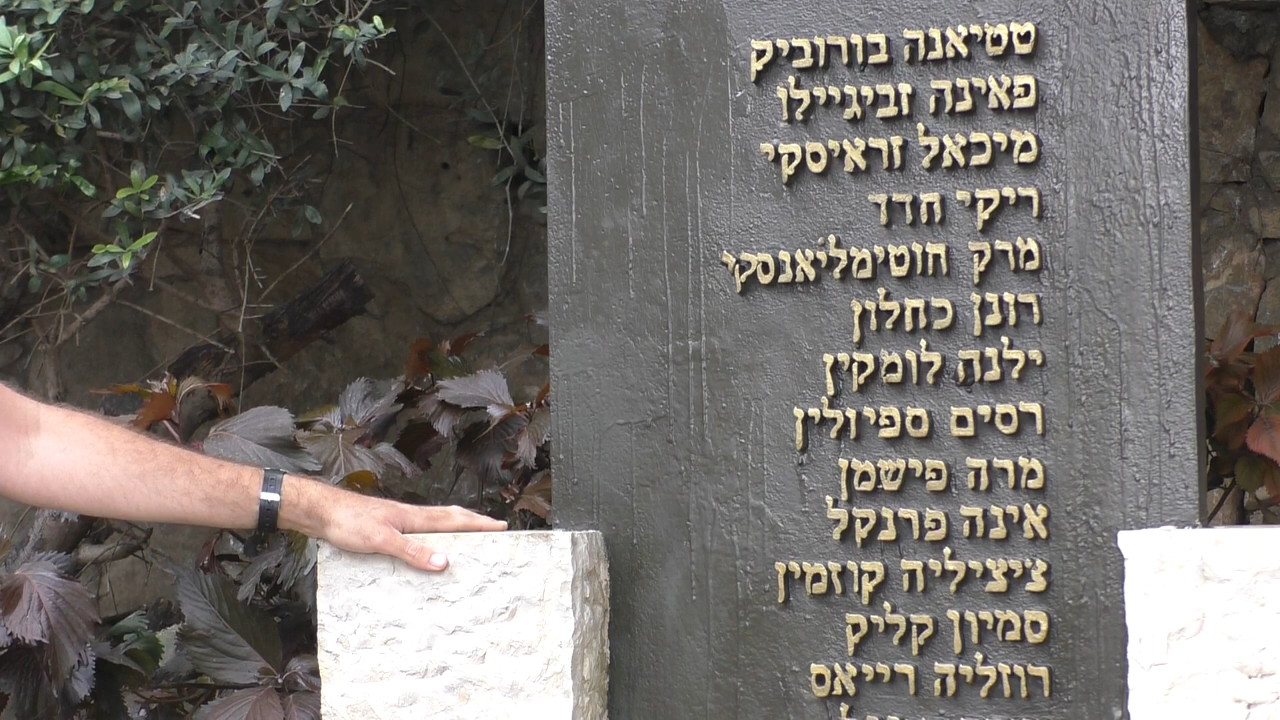 טטיאנה בורוביק
פאינה זביגיילו
מיכאל זראיסקי
ריקי חדד
מרק חוטימליאנסקי
רונן כחלון
ילנה לומקין
רסים ספיולין
מרה פישמן
אינה פרנקל
ציציליה קוזמין
סמיון קליק
רוזליה רייאס